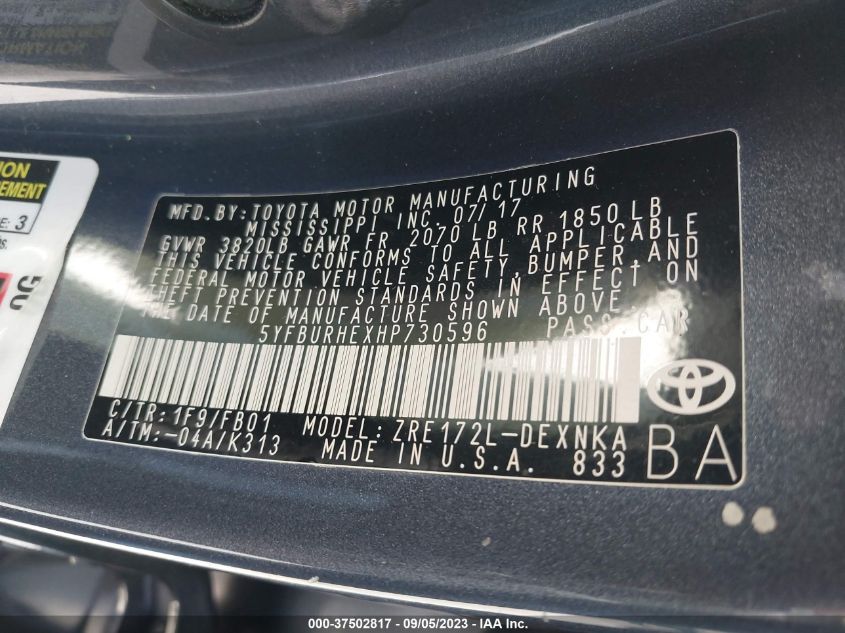 MFD. BY: TOYOTA MOTOR MANUFACTURING
MISSISSIPPI INC 07/17
GVWR 3820LB GAWR FR 2070 LB RR 1850 LB
THIS VEHICLE CONFORMS TO ALL APPLICABLE
FEDERAL MOTOR VEHICLE SAFETY, BUMPER, AND
THEFT PREVENTION STANDARDS IN EFFECT ON
THE DATE OF MANUFACTURE SHOWN ABOVE.
5YFBURHEXHP730596 PASS. CAR
C/TR: 1F9/FB01 MODEL: ZRE172L-DEXNKA
A/TM: -04A/K313 MADE IN U.S.A. 833
BA
000-37502817 - 09/05/2023 - IAA Inc.